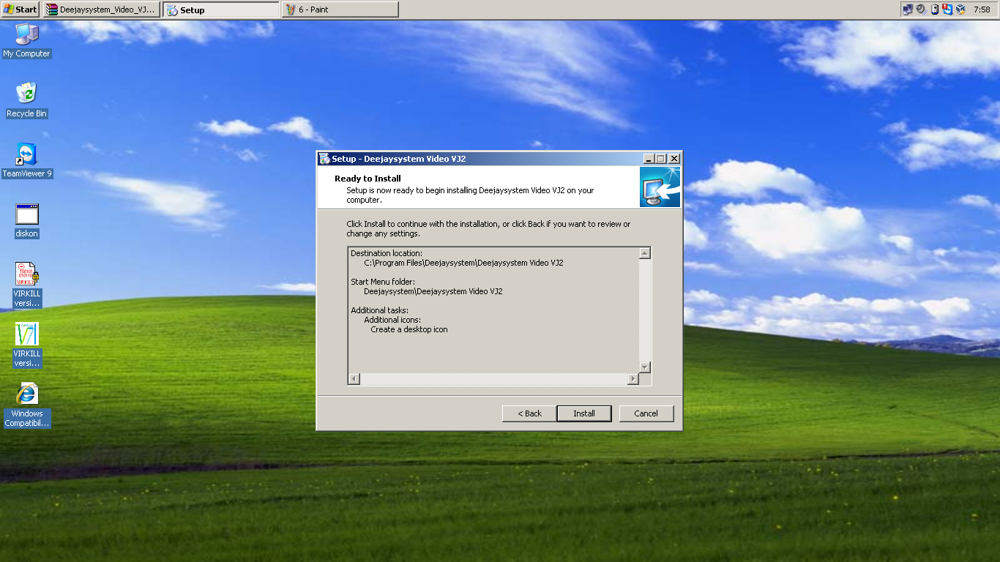 Start
Deejaysystem_Video_VJ...
Setup
6 - Paint
7:58
My Computer
Recycle Bin
TeamViewer 9
diskon
VIRKILL
versi...
VIRKILL
versi...
Windows
Compatibil...
Setup - Deejaysystem Video VJ2
Ready to Install
Setup is now ready to begin installing Deejaysystem Video VJ2 on your
computer.
Click Install to continue with the installation, or click Back if you want to review or
change any settings.
Destination location:
C:\Program Files\Deejaysystem\Deejaysystem Video VJ2
Start Menu folder:
Deejaysystem\Deejaysystem Video VJ2
Additional tasks:
Additional icons:
Create a desktop icon
< Back
Install
Cancel